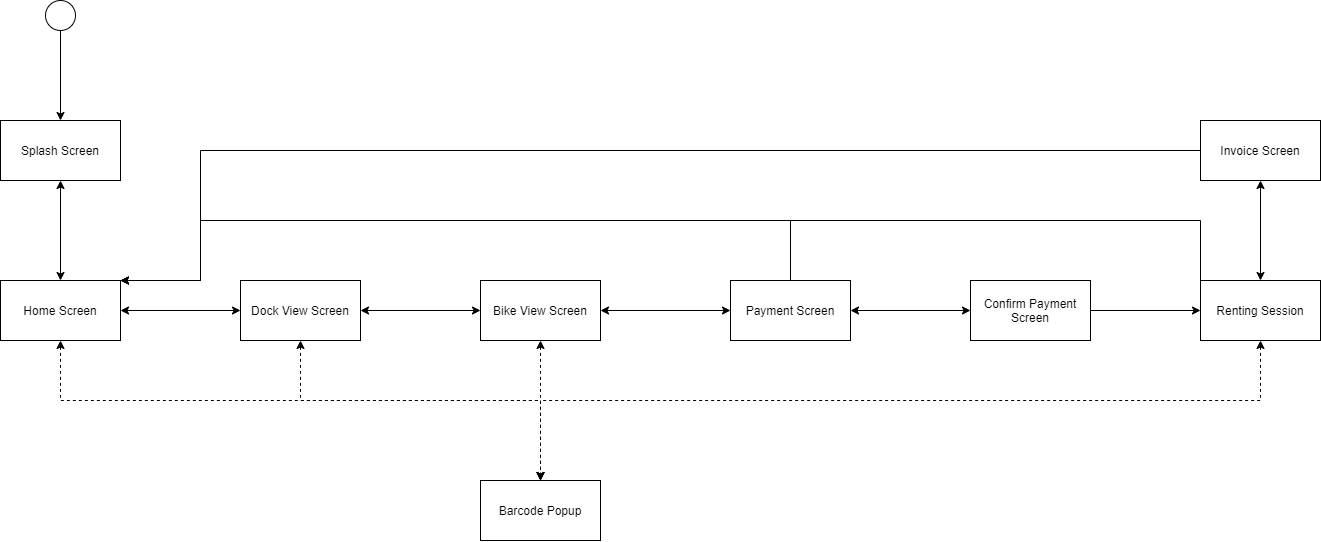 Splash Screen
Invoice Screen
Home Screen
Dock View Screen
Bike View Screen
Payment Screen
Confirm Payment
Screen
Renting Session
Barcode Popup